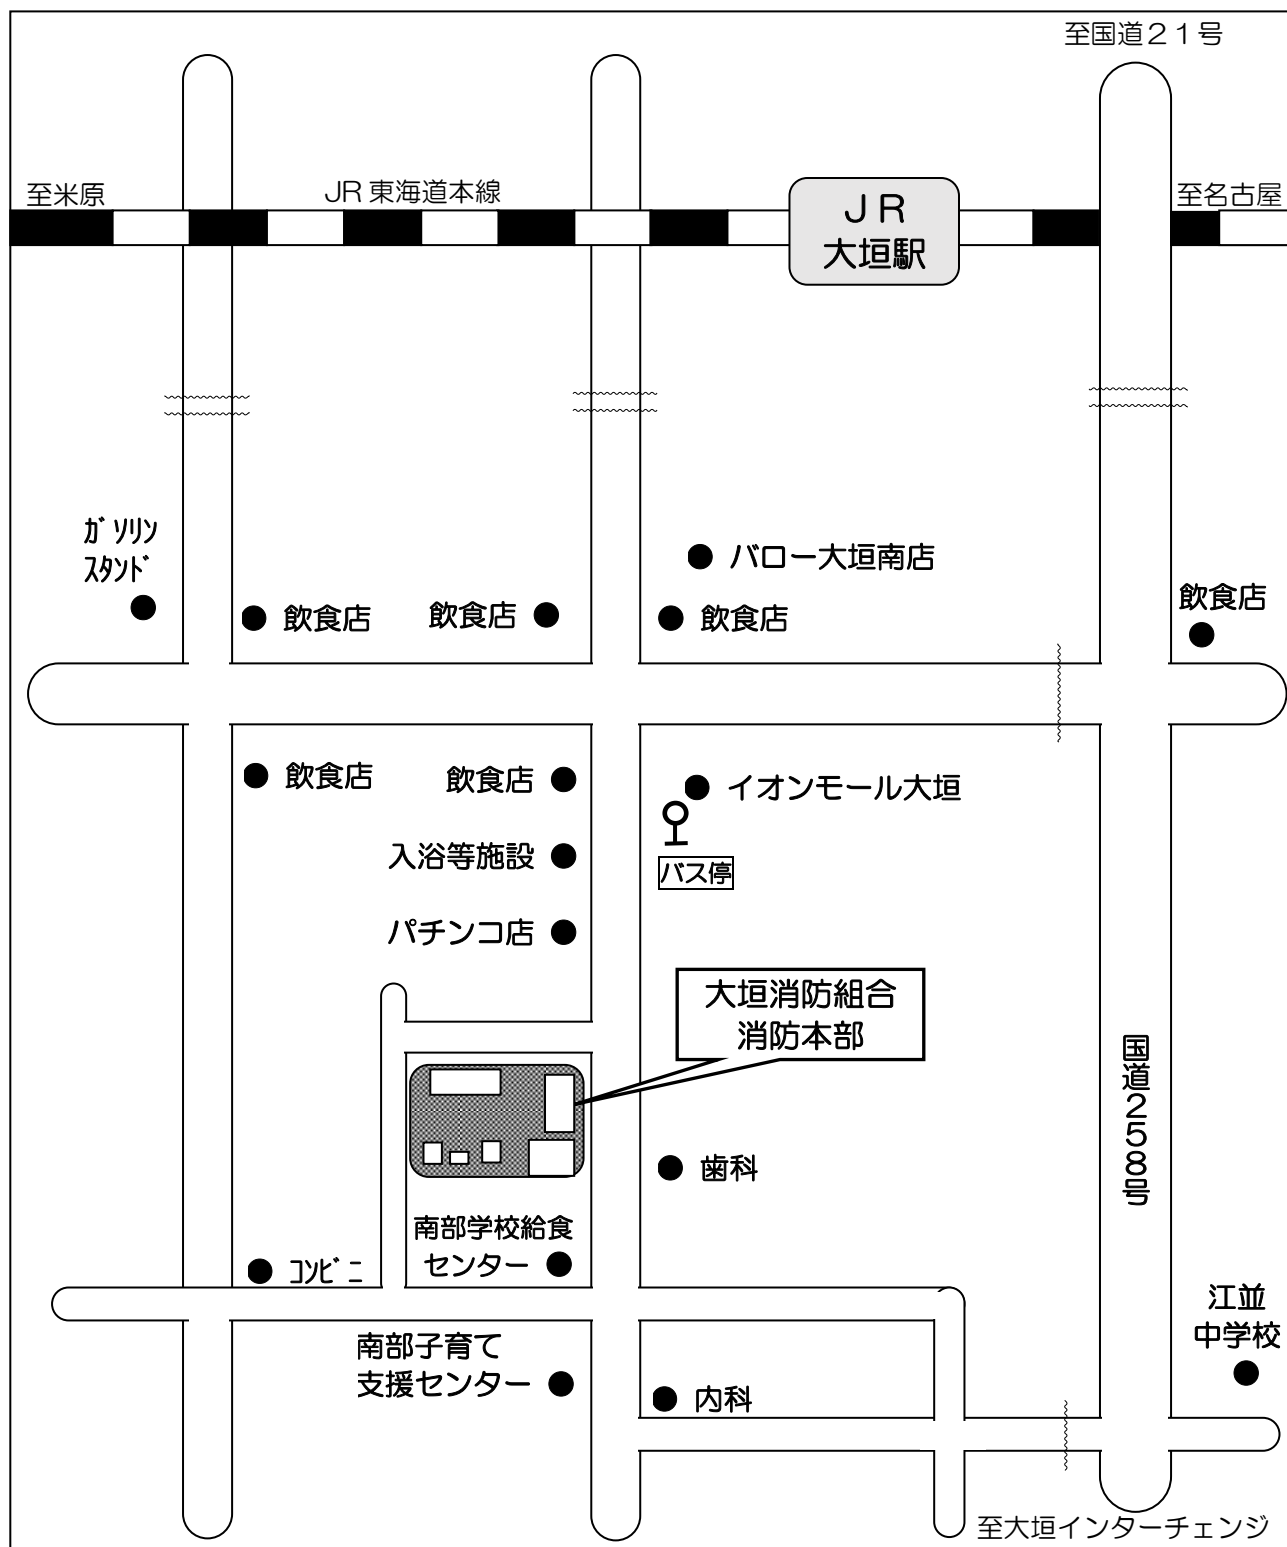 至国道２１号
至米原
JR 東海道本線
至名古屋
ＪＲ
大垣駅
ｶﾞｿﾘﾝ
ｽﾀﾝﾄﾞ
バロー大垣南店
飲食店
飲食店
飲食店
飲食店
飲食店
飲食店
イオンモール大垣
入浴等施設
バス停
パチンコ店
大垣消防組合
消防本部
国道２５８号
歯科
南部学校給食
センター
ｺﾝﾋﾞﾆ
江並
中学校
南部子育て
支援センター
内科
至大垣インターチェンジ